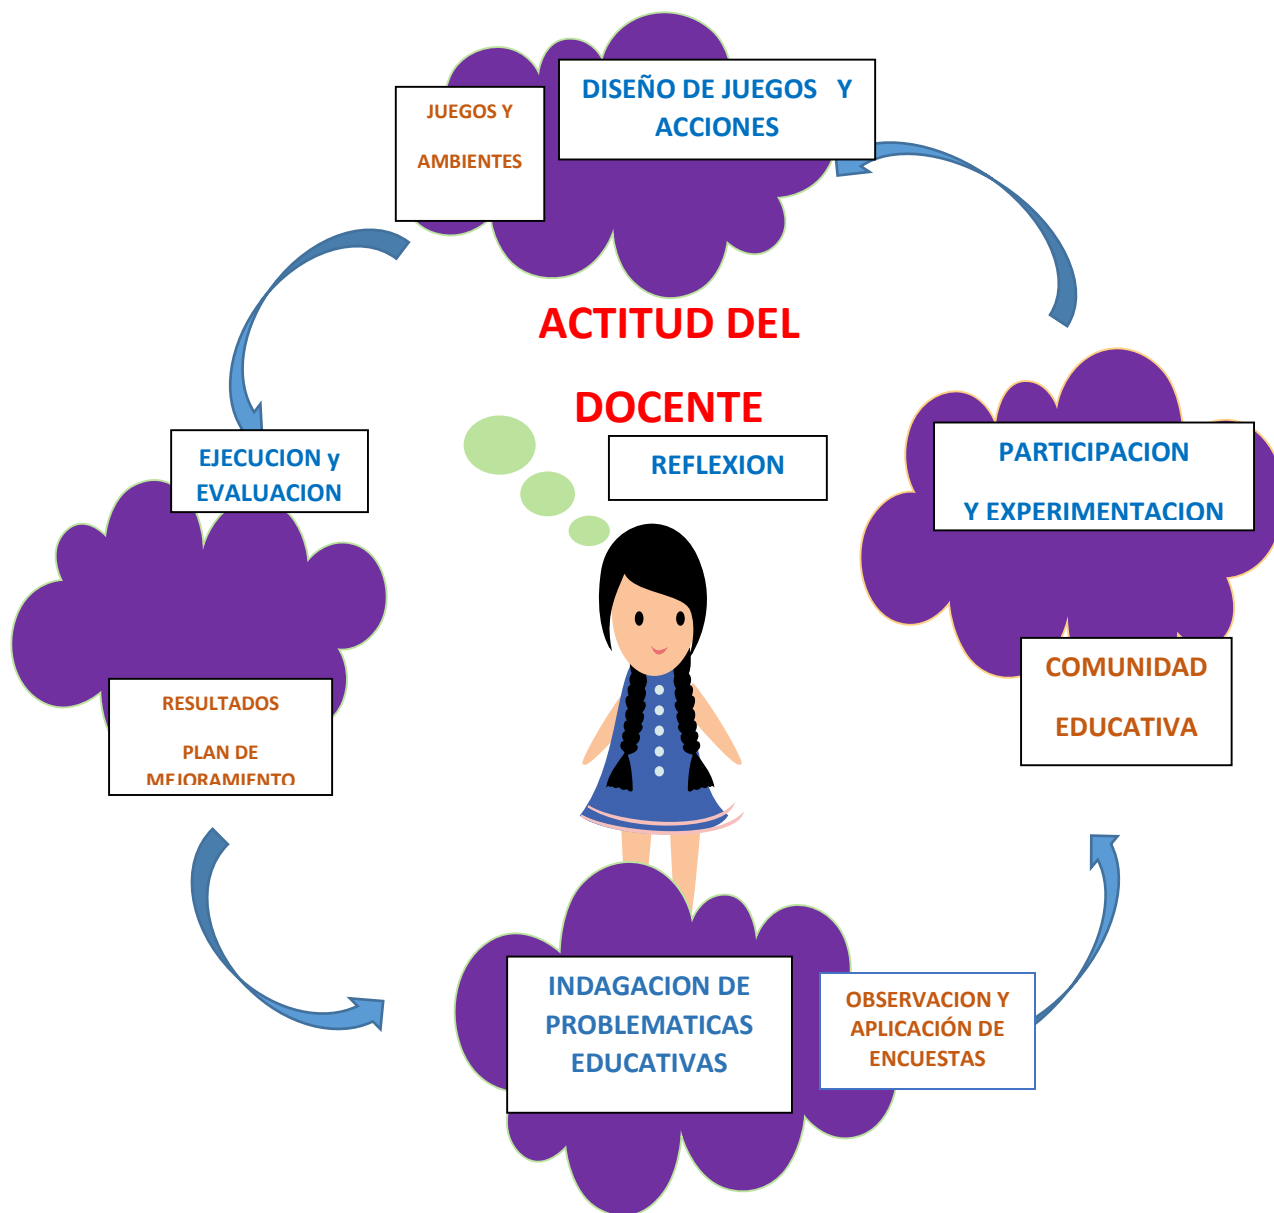 DISEÑO DE JUEGOS Y
ACCIONES
JUEGOS Y
AMBIENTES
ACTITUD DEL
DOCENTE
REFLEXION
EJECUCION y
EVALUACION
PARTICIPACION
Y EXPERIMENTACION
COMUNIDAD
EDUCATIVA
RESULTADOS
PLAN DE
MEJORAMIENTO
INDAGACION DE
PROBLEMATICAS
EDUCATIVAS
OBSERVACION Y
APLICACIÓN DE
ENCUESTAS